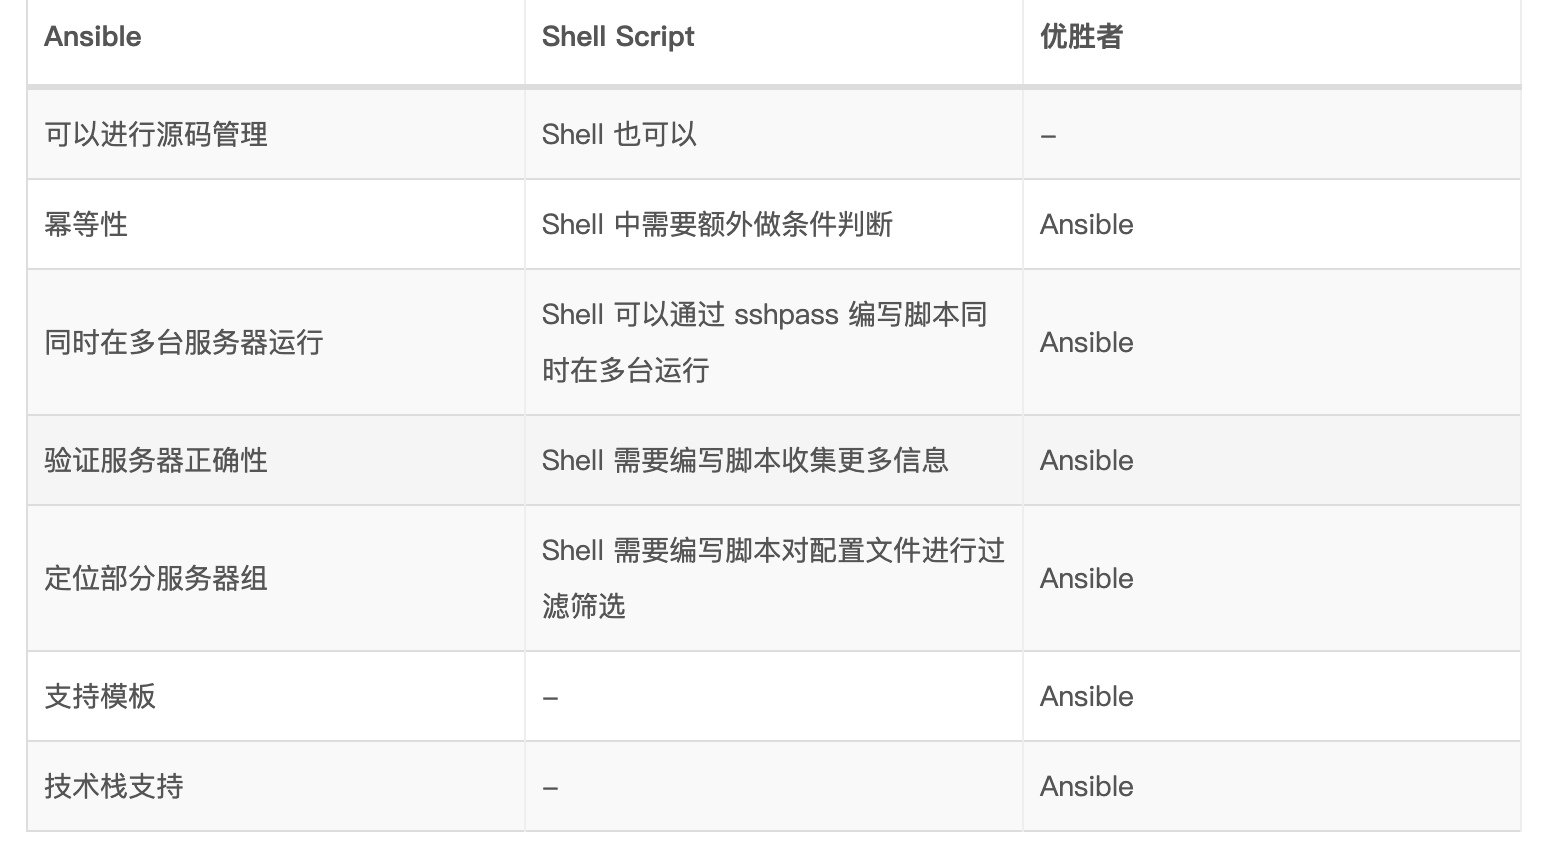 Ansible
Shell Script
优胜者
可以进行源码管理
Shell 也可以
–
幂等性
Shell 中需要额外做条件判断
Ansible
同时在多台服务器运行
Shell 可以通过 sshpass 编写脚本同
时在多台运行
Ansible
验证服务器正确性
Shell 需要编写脚本收集更多信息
Ansible
定位部分服务器组
Shell 需要编写脚本对配置文件进行过
滤筛选
Ansible
支持模板
–
Ansible
技术栈支持
–
Ansible